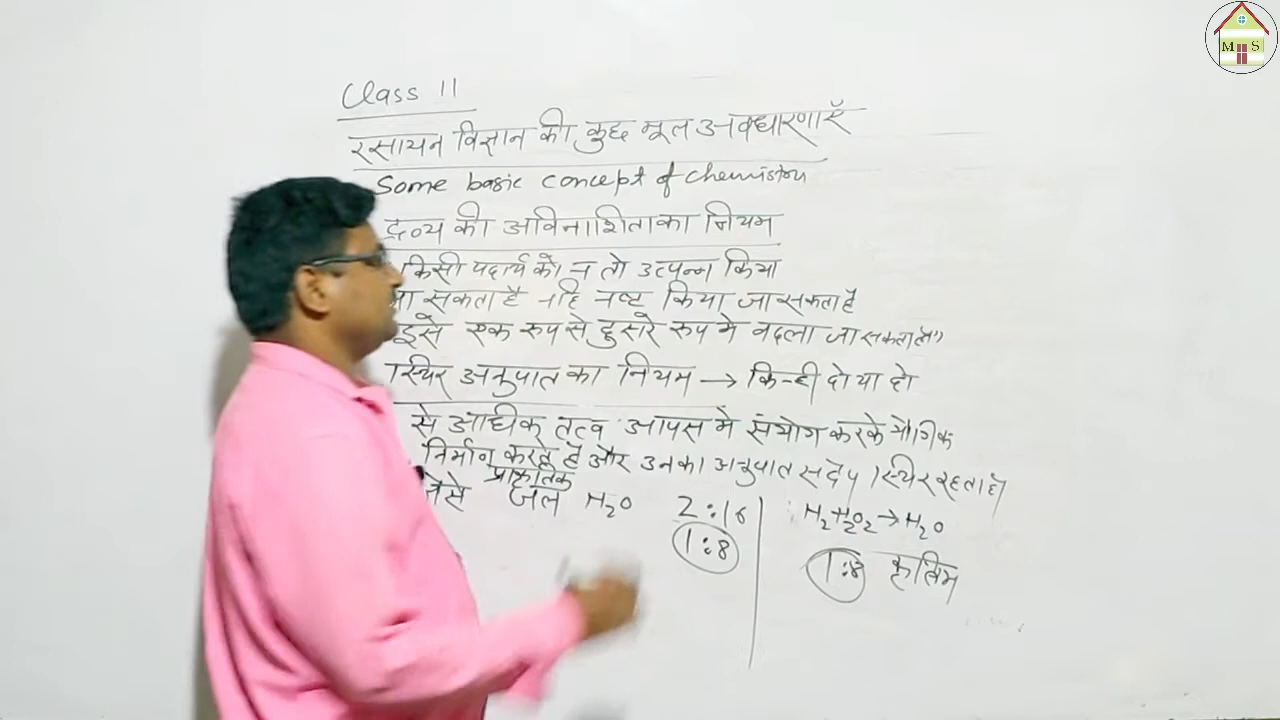 M S
Class 11
रसायन विज्ञान की कुछ मूल अवधारणाएँ
Some basic concept of chemistry
द्रव्य की अविनाशिता का नियम
किसी पदार्थ को न तो उत्पन्न किया
जा सकता है नहि नष्ट किया जा सकता है
इसे एक रुप से दुसरे रुप मे बदला जा सकता है"
स्थिर अनुपात का नियम → किन्ही दो या दो
से अधिक तत्व आपस मे संयोग करके यौगिक
निर्माण करते है और उनका अनुपात सदैव स्थिर रहता है
प्राकृतिक
जैसे जल H₂O 2:16
1:8
H₂+½O₂→H₂O
1:8 कृत्रिम